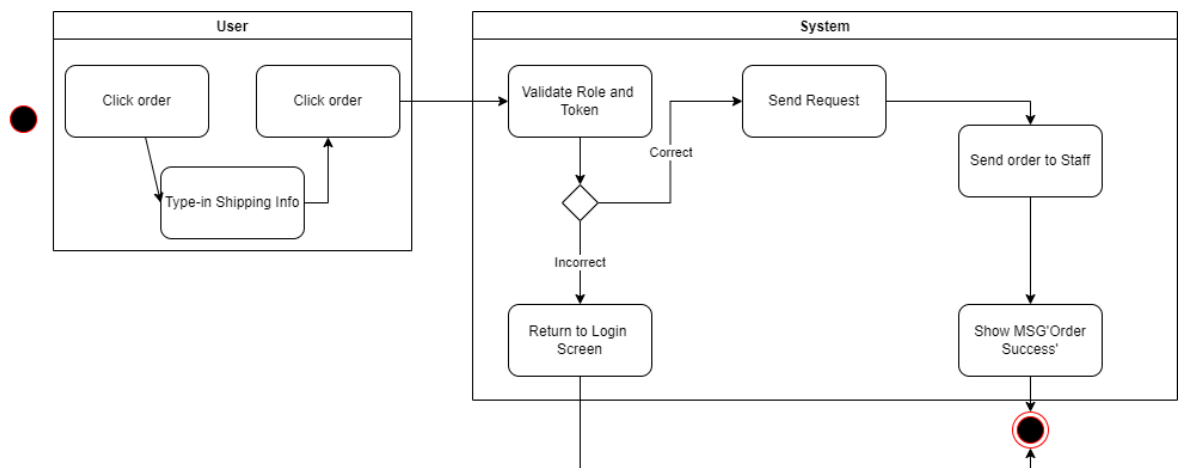 User
Click order
Click order
Type-in Shipping Info
System
Validate Role and
Token
Send Request
Correct
Send order to Staff
Incorrect
Return to Login
Screen
Show MSG'Order
Success'